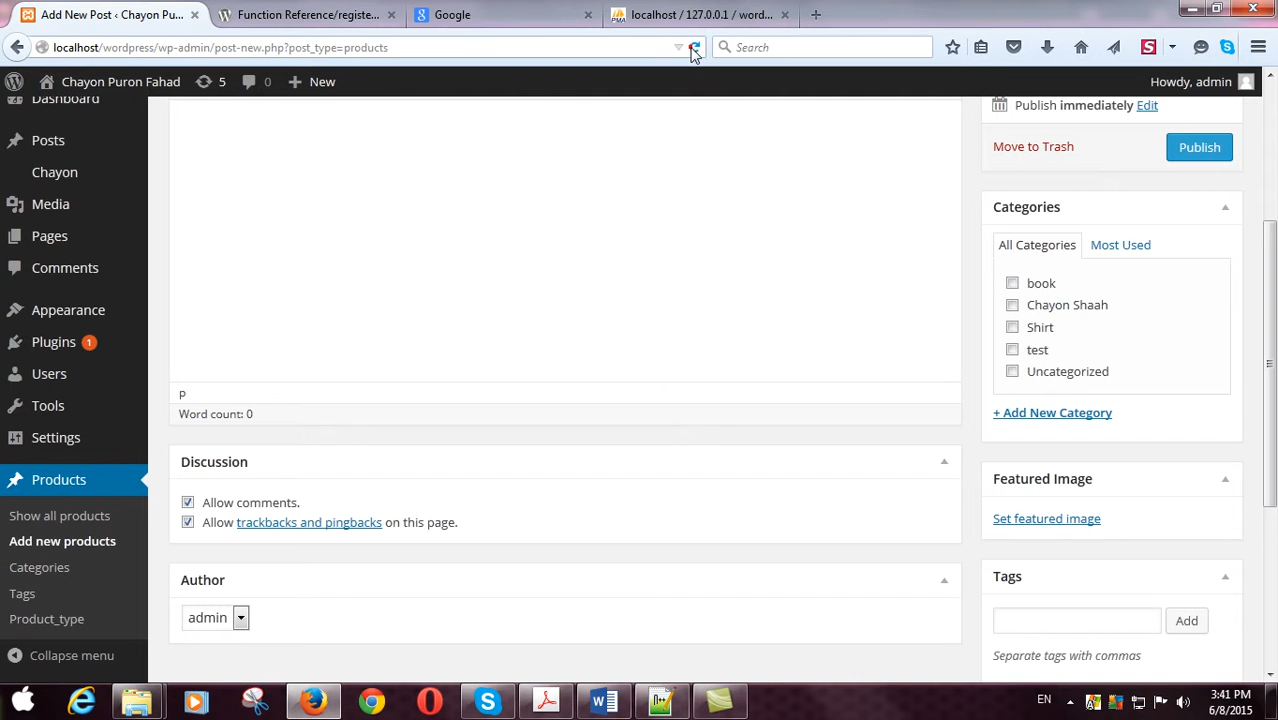 Add New Post ‹ Chayon Pu...
Function Reference/registe...
Google
localhost / 127.0.0.1 / word...
localhost/wordpress/wp-admin/post-new.php?post_type=products
Search
Chayon Puron Fahad
5
0
New
Howdy, admin
Dashboard
Posts
Chayon
Media
Pages
Comments
Appearance
Plugins 1
Users
Tools
Settings
Products
Show all products
Add new products
Categories
Tags
Product_type
Collapse menu
p
Word count: 0
Discussion
Allow comments.
Allow trackbacks and pingbacks on this page.
Author
admin
Publish immediately Edit
Move to Trash
Publish
Categories
All Categories
Most Used
book
Chayon Shaah
Shirt
test
Uncategorized
+ Add New Category
Featured Image
Set featured image
Tags
Add
Separate tags with commas
EN
3:41 PM
6/8/2015